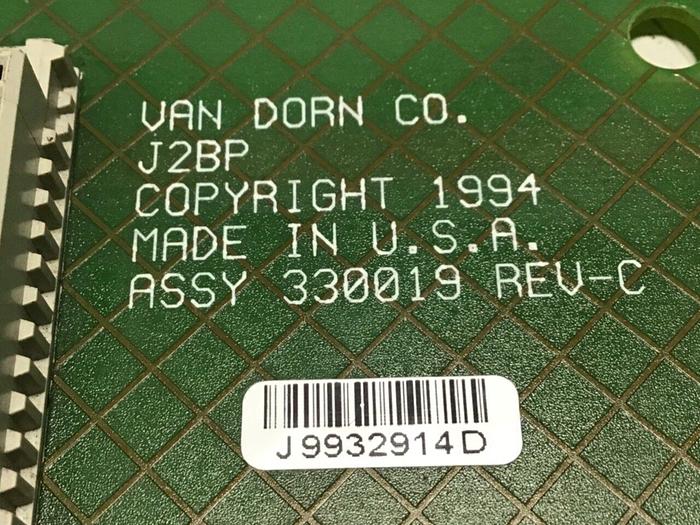 VAN DORN CO.
J2BP
COPYRIGHT 1994
MADE IN U.S.A.
ASSY 330019 REV-C
J9932914D